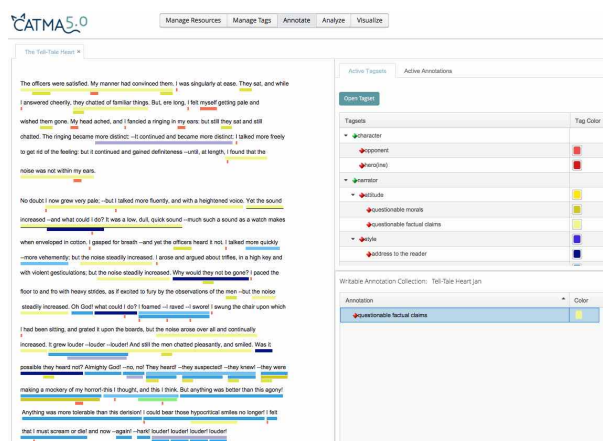 CATMA5.0
Manage Resources Manage Tags Annotate Analyze Visualize
The Tell-Tale Heart
The officers were satisfied. My manner had convinced them. I was singularly at ease. They sat, and while
I answered cheerily, they chatted of familiar things. But, ere long, I felt myself getting pale and
wished them gone. My head ached, and I fancied a ringing in my ears: but still they sat and still
chatted. The ringing became more distinct: --It continued and became more distinct: I talked more freely
to get rid of the feeling: but it continued and gained definiteness --until, at length, I found that the
noise was not within my ears.
No doubt I now grew very pale; --but I talked more fluently, and with a heightened voice. Yet the sound
increased --and what could I do? It was a low, dull, quick sound --much such a sound as a watch makes
when enveloped in cotton. I gasped for breath --and yet the officers heard it not. I talked more quickly
--more vehemently; but the noise steadily increased. I arose and argued about trifles, in a high key and
with violent gesticulations; but the noise steadily increased. Why would they not be gone? I paced the
floor to and fro with heavy strides, as if excited to fury by the observations of the men --but the noise
steadily increased. Oh God! what could I do? I foamed --I raved --I swore! I swung the chair upon which
I had been sitting, and grated it upon the boards, but the noise arose over all and continually
increased. It grew louder --louder --louder! And still the men chatted pleasantly, and smiled. Was it
possible they heard not? Almighty God! --no, no! They heard! --they suspected! --they knew! --they were
making a mockery of my horror!-this I thought, and this I think. But anything was better than this agony!
Anything was more tolerable than this derision! I could bear those hypocritical smiles no longer! I felt
that I must scream or die! and now --again! --hark! louder! louder! louder! louder!
Active Tagsets Active Annotations
Open Tagset
Tagsets Tag Color
character
opponent
hero(ine)
narrator
attitude
questionable morals
questionable factual claims
style
address to the reader
Writable Annotation Collection: Tell-Tale Heart jan
Annotation Color
questionable factual claims